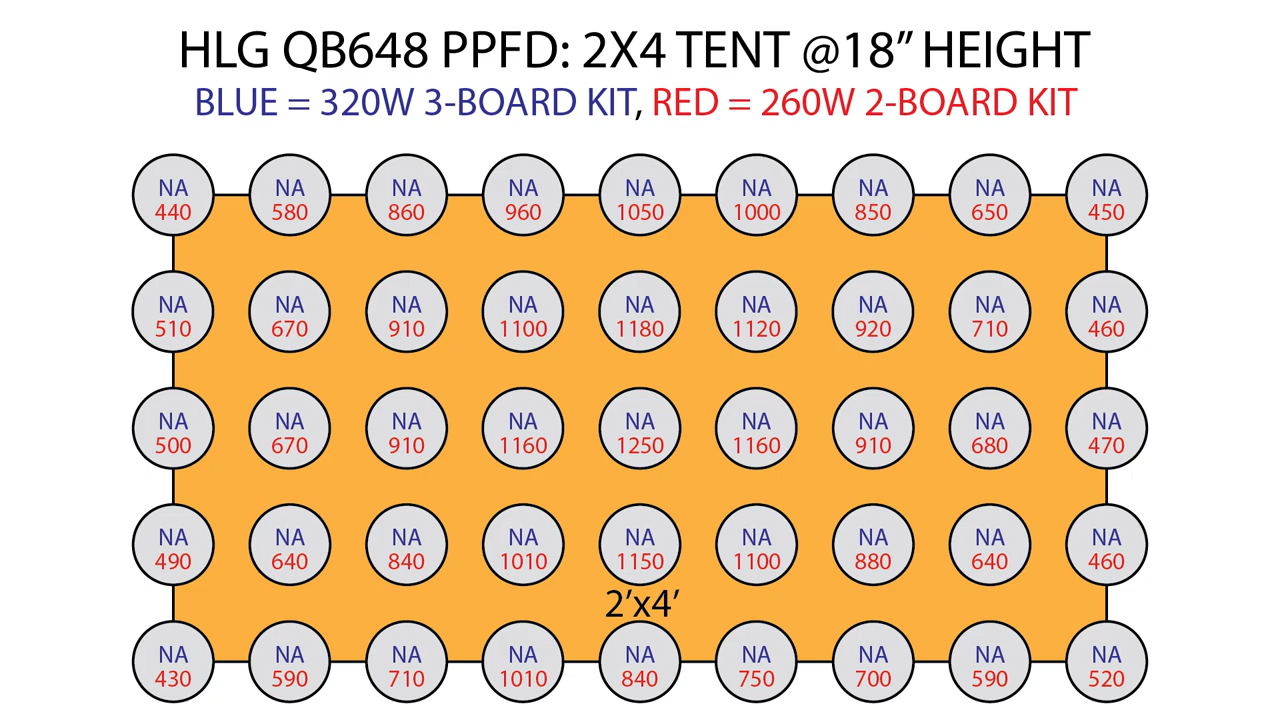 HLG QB648 PPFD: 2X4 TENT @18” HEIGHT
BLUE = 320W 3-BOARD KIT, RED = 260W 2-BOARD KIT
NA NA NA NA NA NA NA NA NA
440 580 860 960 1050 1000 850 650 450
NA NA NA NA NA NA NA NA NA
510 670 910 1100 1180 1120 920 710 460
NA NA NA NA NA NA NA NA NA
500 670 910 1160 1250 1160 910 680 470
NA NA NA NA NA NA NA NA NA
490 640 840 1010 1150 1100 880 640 460
2’x4’
NA NA NA NA NA NA NA NA NA
430 590 710 1010 840 750 700 590 520